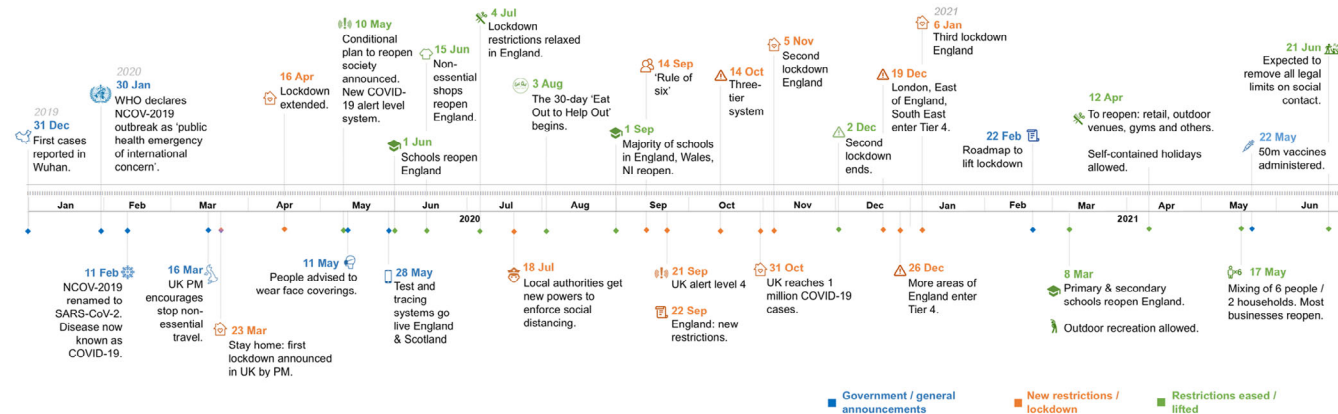 2019
31 Dec
First cases
reported in
Wuhan.
2020
30 Jan
WHO declares
NCOV-2019
outbreak as ‘public
health emergency
of international
concern’.
16 Apr
Lockdown
extended.
10 May
Conditional
plan to reopen
society
announced.
New COVID-
19 alert level
system.
1 Jun
Schools reopen
England
15 Jun
Non-
essential
shops
reopen
England.
4 Jul
Lockdown
restrictions relaxed
in England.
3 Aug
The 30-day ‘Eat
Out to Help Out’
begins.
14 Sep
‘Rule of
six’
1 Sep
Majority of schools
in England, Wales,
NI reopen.
14 Oct
Three-
tier
system
5 Nov
Second
lockdown
England
2 Dec
Second
lockdown
ends.
19 Dec
London, East
of England,
South East
enter Tier 4.
2021
6 Jan
Third lockdown
England
22 Feb
Roadmap to
lift lockdown
12 Apr
To reopen: retail, outdoor
venues, gyms and others.
Self-contained holidays
allowed.
22 May
50m vaccines
administered.
21 Jun
Expected to
remove all legal
limits on social
contact.
Jan Feb Mar Apr May Jun Jul Aug Sep Oct Nov Dec Jan Feb Mar Apr May Jun
2020 2021
11 Feb
NCOV-2019
renamed to
SARS-CoV-2.
Disease now
known as
COVID-19.
16 Mar
UK PM
encourages
stop non-
essential
travel.
23 Mar
Stay home: first
lockdown announced
in UK by PM.
11 May
People advised to
wear face coverings.
28 May
Test and
tracing
systems go
live England
& Scotland
18 Jul
Local authorities get
new powers to
enforce social
distancing.
21 Sep
UK alert level 4
22 Sep
England: new
restrictions.
31 Oct
UK reaches 1
million COVID-19
cases.
26 Dec
More areas of
England enter
Tier 4.
8 Mar
Primary & secondary
schools reopen England.
Outdoor recreation allowed.
×6 17 May
Mixing of 6 people /
2 households. Most
businesses reopen.
Government / general
announcements
New restrictions /
lockdown
Restrictions eased /
lifted